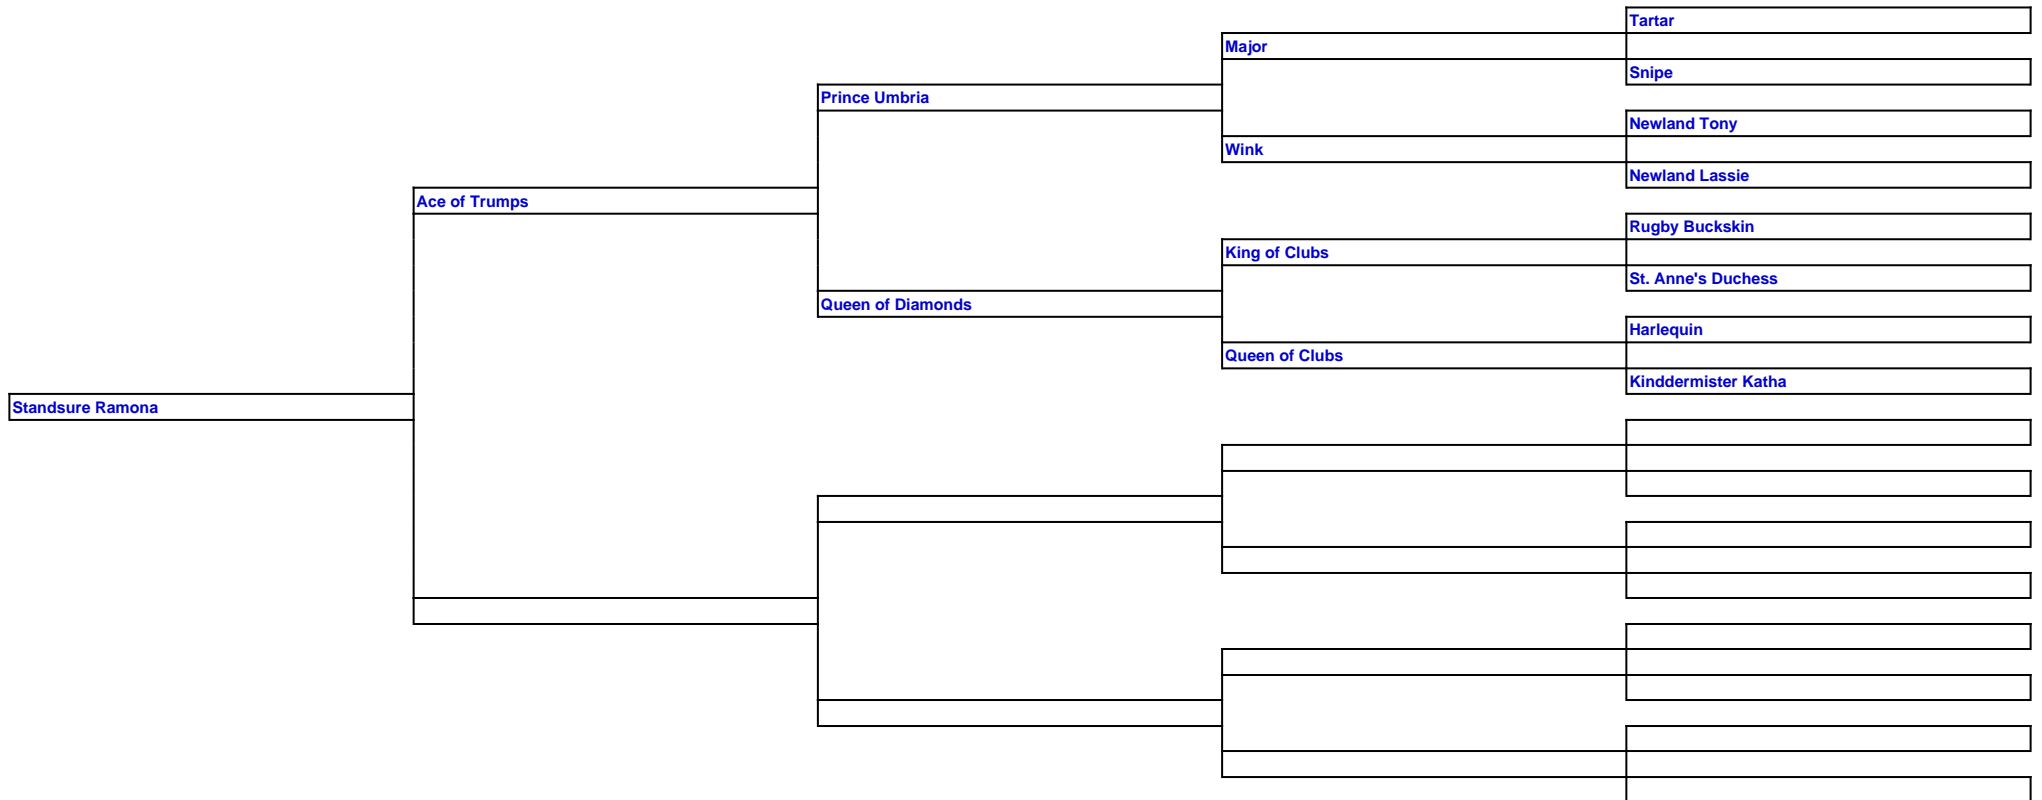 Tartar
Major
Snipe
Prince Umbria
Newland Tony
Wink
Newland Lassie
Ace of Trumps
Rugby Buckskin
King of Clubs
St. Anne's Duchess
Queen of Diamonds
Harlequin
Queen of Clubs
Kinddermister Katha
Standsure Ramona